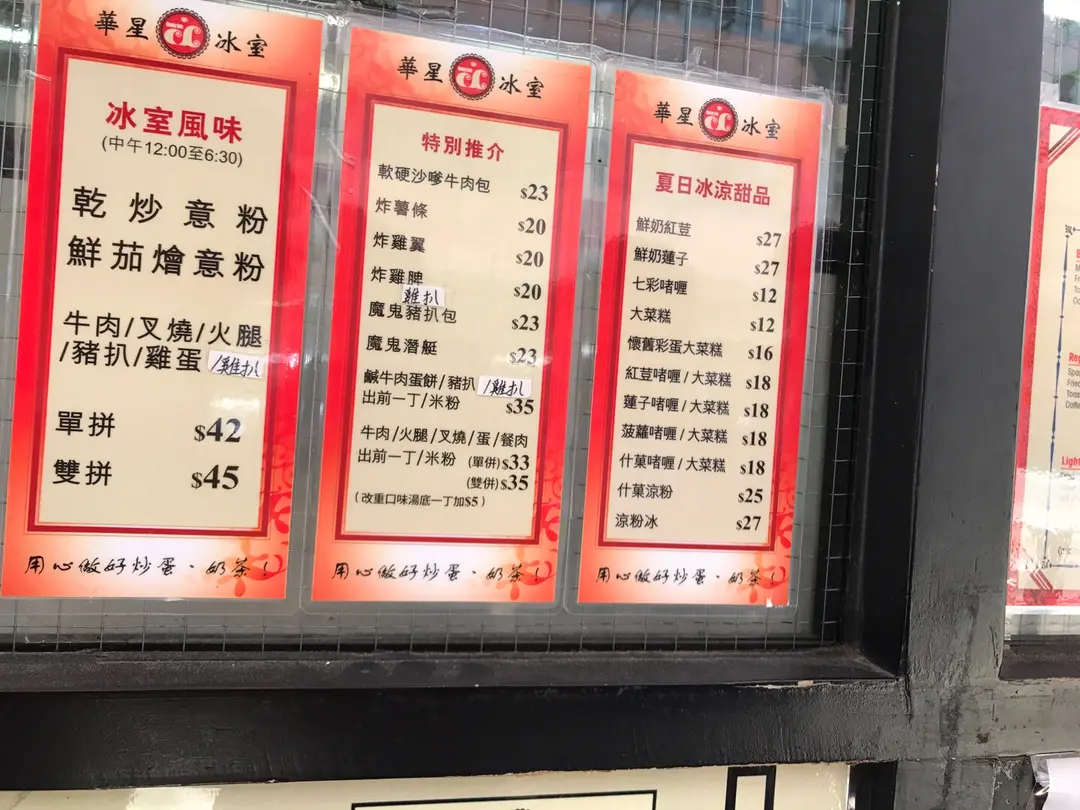 華星 冰室
冰室風味
(中午12:00至6:30)
乾炒意粉
鮮茄燴意粉
牛肉/叉燒/火腿
/豬扒/雞蛋 /雞扒
單拼 $42
雙拼 $45
用心做好炒蛋、奶茶!
華星 冰室
特別推介
軟硬沙嗲牛肉包 $23
炸薯條 $20
炸雞翼 $20
炸雞脾 $20
雞扒
魔鬼豬扒包 $23
魔鬼潛艇 $23
鹹牛肉蛋餅/豬扒 /雞扒
出前一丁/米粉 $35
牛肉/火腿/叉燒/蛋/餐肉
出前一丁/米粉 (單併) $33
(雙併) $35
(改重口味湯底一丁加$5)
用心做好炒蛋、奶茶!
華星 冰室
夏日冰涼甜品
鮮奶紅荳 $27
鮮奶蓮子 $27
七彩啫喱 $12
大菜糕 $12
懷舊彩蛋大菜糕 $16
紅荳啫喱/大菜糕 $18
蓮子啫喱/大菜糕 $18
菠蘿啫喱/大菜糕 $18
什菓啫喱/大菜糕 $18
什菓涼粉 $25
涼粉冰 $27
用心做好炒蛋、奶茶!